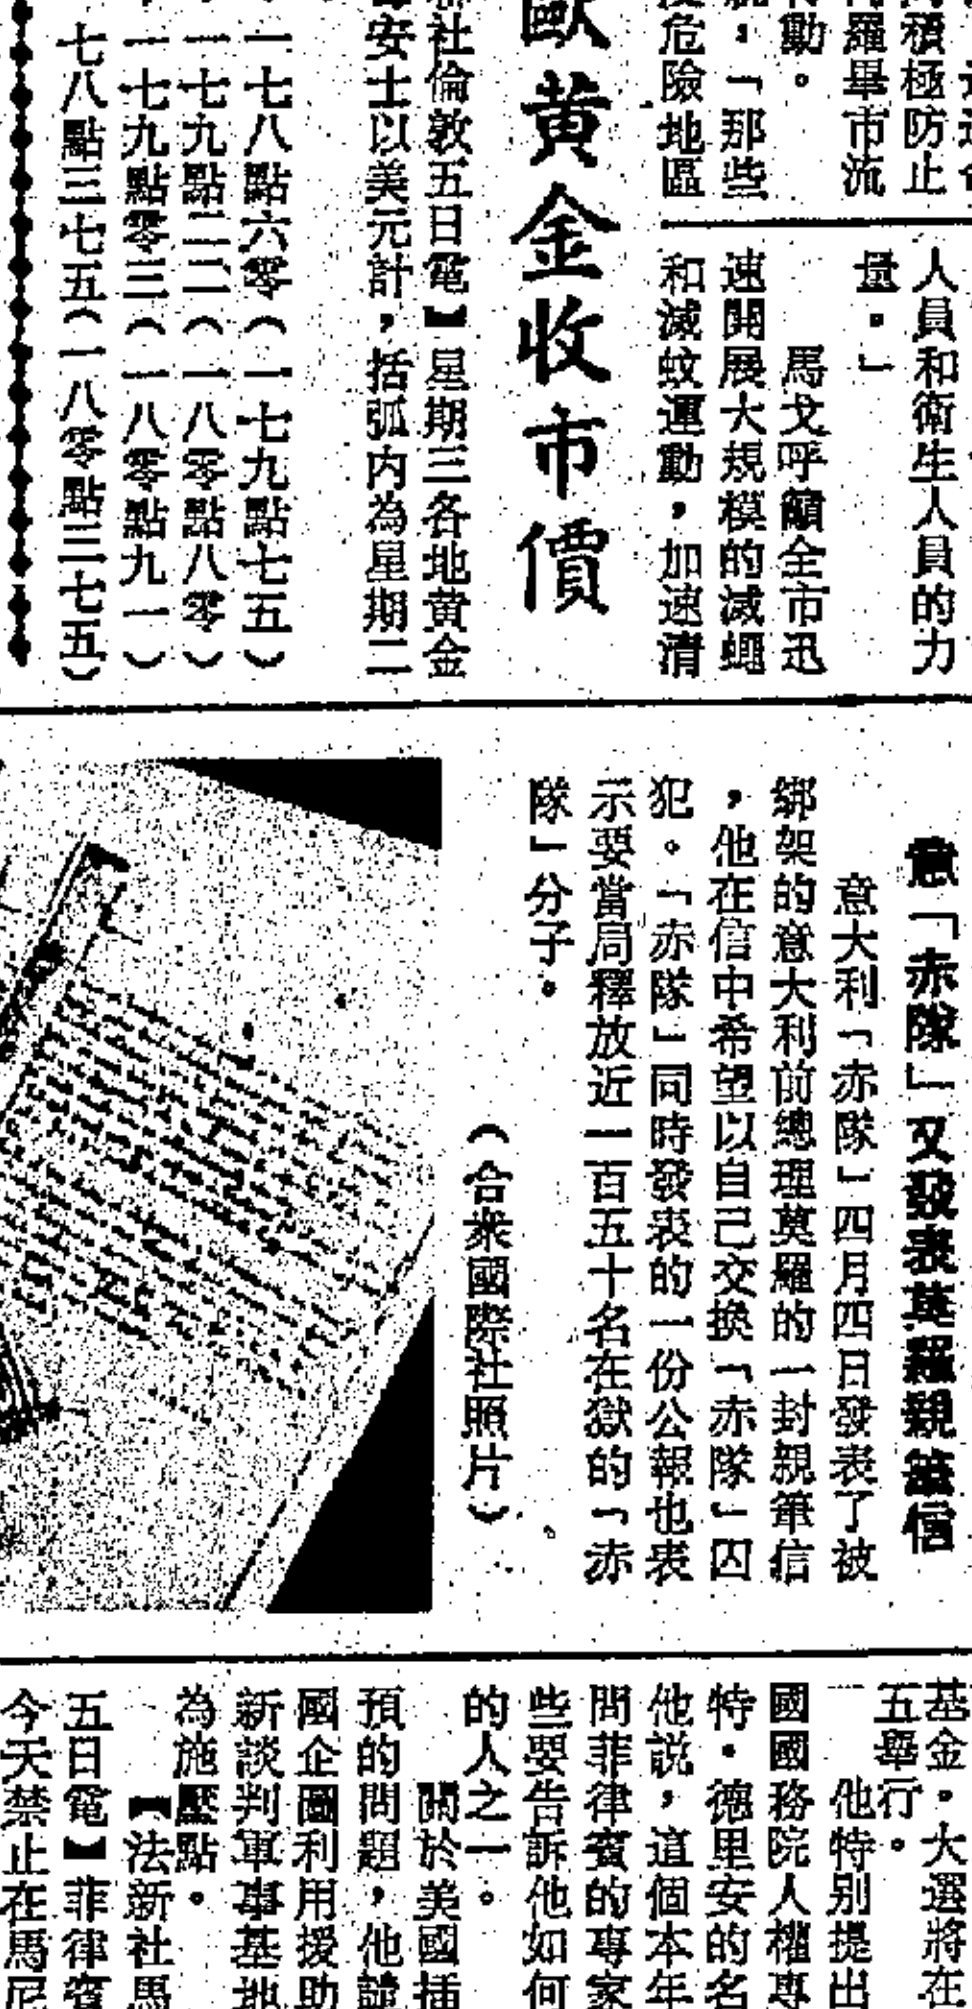 積極防止
羅畢市流
動。
「那些
危險地區
人員和衛生人員的力
量。」
馬戈呼籲全市迅
速開展大規模的滅蠅
和滅蚊運動，加速清
歐黃金收市價
社倫敦五日電】星期三各地黃金
安士以美元計，括弧內為星期二
一七八點六零（一七九點七五）
一七九點二二（一八零點八零）
一七九點零三（一八零點九一）
七八點三七五（一八零點三七五）
意「赤隊」又發表莫羅親筆信
意大利「赤隊」四月四日發表了被
綁架的意大利前總理莫羅的一封親筆信
，他在信中希望以自己交換「赤隊」囚
犯。「赤隊」同時發表的一份公報也表
示要當局釋放近一百五十名在獄的「赤
隊」分子。
（合衆國際社照片）
基金。大選將在
五舉行。
他特別提出
國國務院人權專
特。德里安的名
他說，這個本年
問菲律賓的專家
些要告訴他如何
的人之一。
關於美國插
預的問題，他譴
國企圖利用援助
新談判軍事基地
為施壓點。
【法新社馬
五日電】菲律賓
今天禁止在馬尼